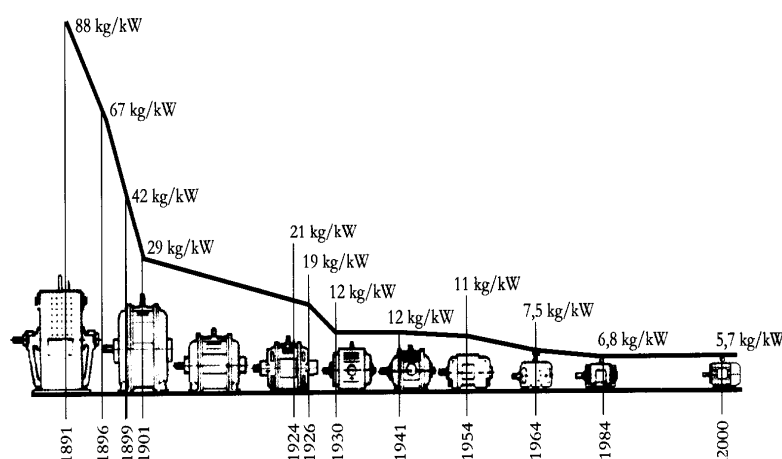 88 kg/kW
67 kg/kW
42 kg/kW
29 kg/kW
21 kg/kW
19 kg/kW
12 kg/kW
12 kg/kW
11 kg/kW
7,5 kg/kW
6,8 kg/kW
5,7 kg/kW
1891
1896
1899
1901
1924
1926
1930
1941
1954
1964
1984
2000